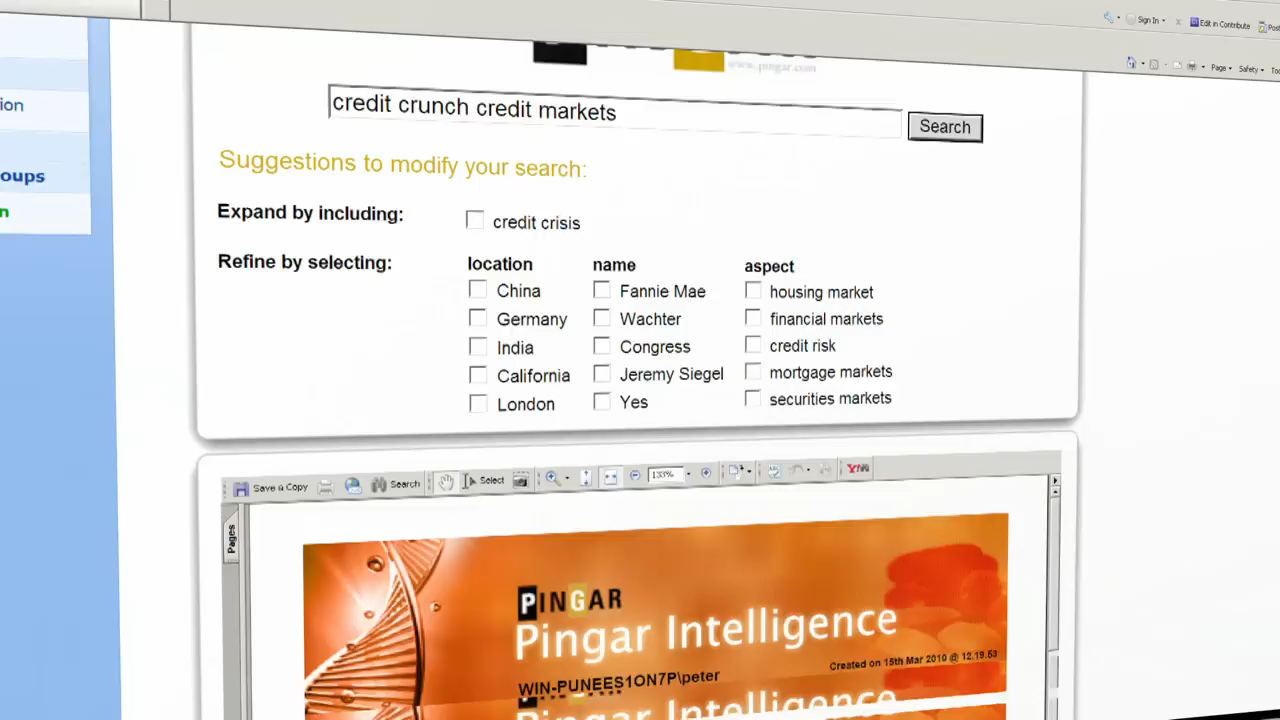 Sign In
Edit in Contribute
Page
Safety
www.pingar.com
credit crunch credit markets
Search
ion
Suggestions to modify your search:
oups
Expand by including:
credit crisis
n
Refine by selecting:
location name aspect
China Fannie Mae housing market
Germany Wachter financial markets
India Congress credit risk
California Jeremy Siegel mortgage markets
London Yes securities markets
Save a Copy Search Select 133%
Pages
PINGAR
Pingar Intelligence
Created on 15th Mar 2010 @ 12.19.53
WIN-PUNEES1ON7P\peter
Pingar Intelligence